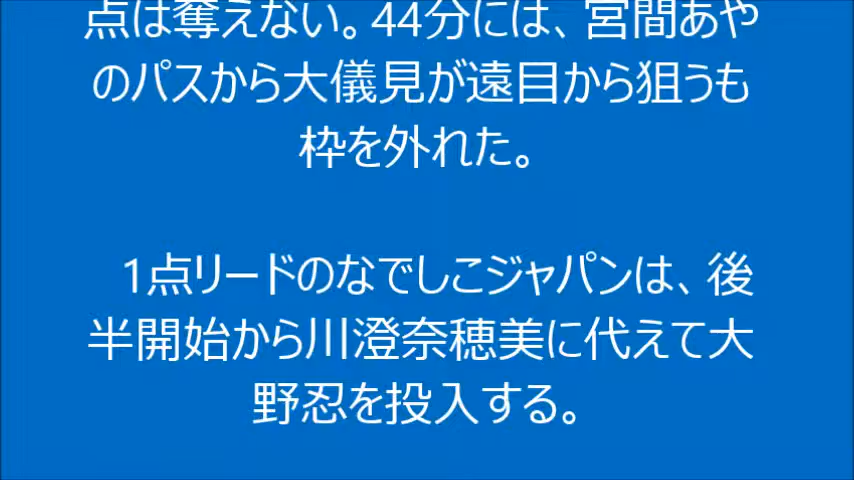 点は奪えない。44分には、宮間あや
のパスから大儀見が遠目から狙うも
枠を外れた。
1点リードのなでしこジャパンは、後
半開始から川澄奈穂美に代えて大
野忍を投入する。